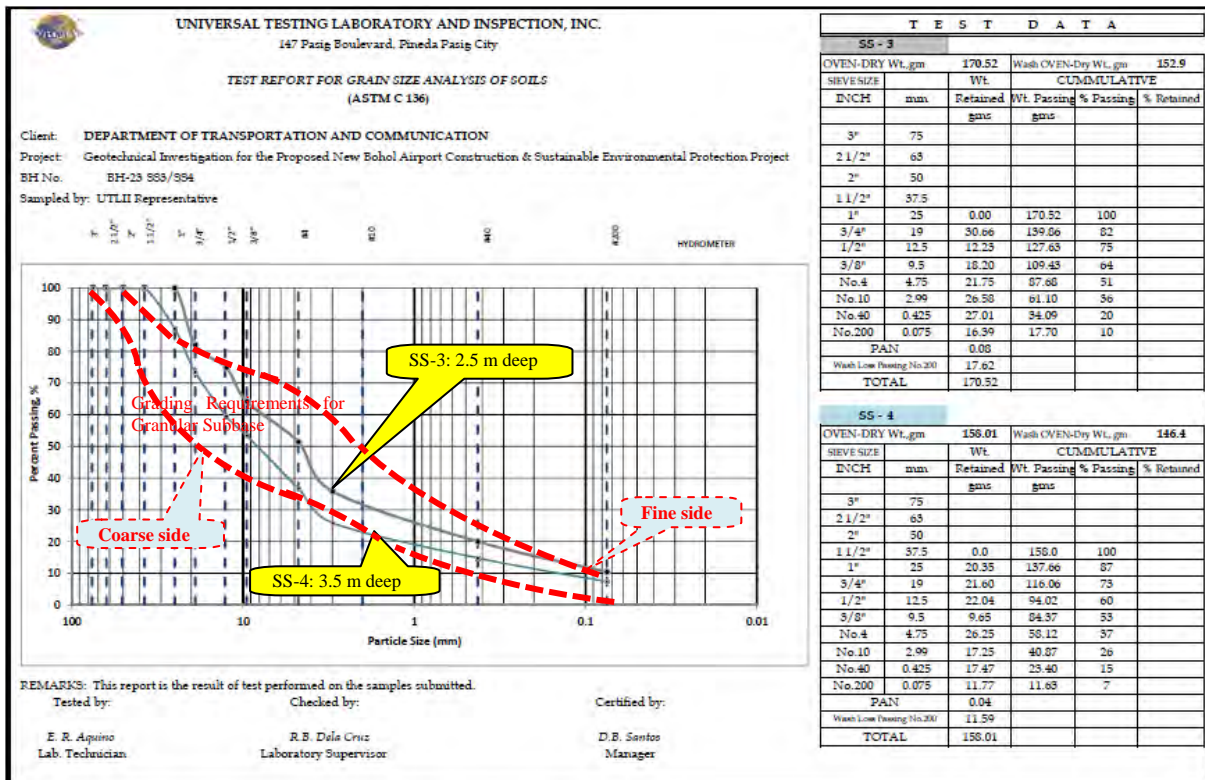 UNIVERSAL TESTING LABORATORY AND INSPECTION, INC.
147 Pasig Boulevard, Pineda Pasig City
TEST REPORT FOR GRAIN SIZE ANALYSIS OF SOILS
(ASTM C 136)
Client: DEPARTMENT OF TRANSPORTATION AND COMMUNICATION
Project: Geotechnical Investigation for the Proposed New Bohol Airport Construction & Sustainable Environmental Protection Project
BH No. BH-23 SS3/SS4
Sampled by: UTLII Representative
3" 2 1/2" 2" 1 1/2" 1" 3/4" 1/2" 3/8" #4 #10 #40 #200 HYDROMETER
Percent Passing, %
100
90
80
70
60
50
40
30
20
10
0
SS-3: 2.5 m deep
Grading Requirements for
Granular Subbase
Coarse side
Fine side
SS-4: 3.5 m deep
100 10 1 0.1 0.01
Particle Size (mm)
REMARKS: This report is the result of test performed on the samples submitted.
Tested by: Checked by: Certified by:
E. R. Aquino R.B. Dala Cruz D.B. Santos
Lab. Technician Laboratory Supervisor Manager
T E S T D A T A
SS - 3
OVEN-DRY Wt.,gm 170.52 Wash OVEN-Dry Wt., gm 152.9
SIEVE SIZE Wt. CUMMULATIVE
INCH mm Retained Wt. Passing % Passing % Retained
gms gms
3" 75
2 1/2" 63
2" 50
1 1/2" 37.5
1" 25 0.00 170.52 100
3/4" 19 30.66 139.86 82
1/2" 12.5 12.23 127.63 75
3/8" 9.5 18.20 109.43 64
No.4 4.75 21.75 87.68 51
No.10 2.99 26.58 61.10 36
No.40 0.425 27.01 34.09 20
No.200 0.075 16.39 17.70 10
PAN 0.08
Wash Loss Passing No.200 17.62
TOTAL 170.52
SS - 4
OVEN-DRY Wt.,gm 158.01 Wash OVEN-Dry Wt., gm 146.4
SIEVE SIZE Wt. CUMMULATIVE
INCH mm Retained Wt. Passing % Passing % Retained
gms gms
3" 75
2 1/2" 63
2" 50
1 1/2" 37.5 0.0 158.0 100
1" 25 20.35 137.66 87
3/4" 19 21.60 116.06 73
1/2" 12.5 22.04 94.02 60
3/8" 9.5 9.65 84.37 53
No.4 4.75 26.25 58.12 37
No.10 2.99 17.25 40.87 26
No.40 0.425 17.47 23.40 15
No.200 0.075 11.77 11.63 7
PAN 0.04
Wash Loss Passing No.200 11.59
TOTAL 158.01